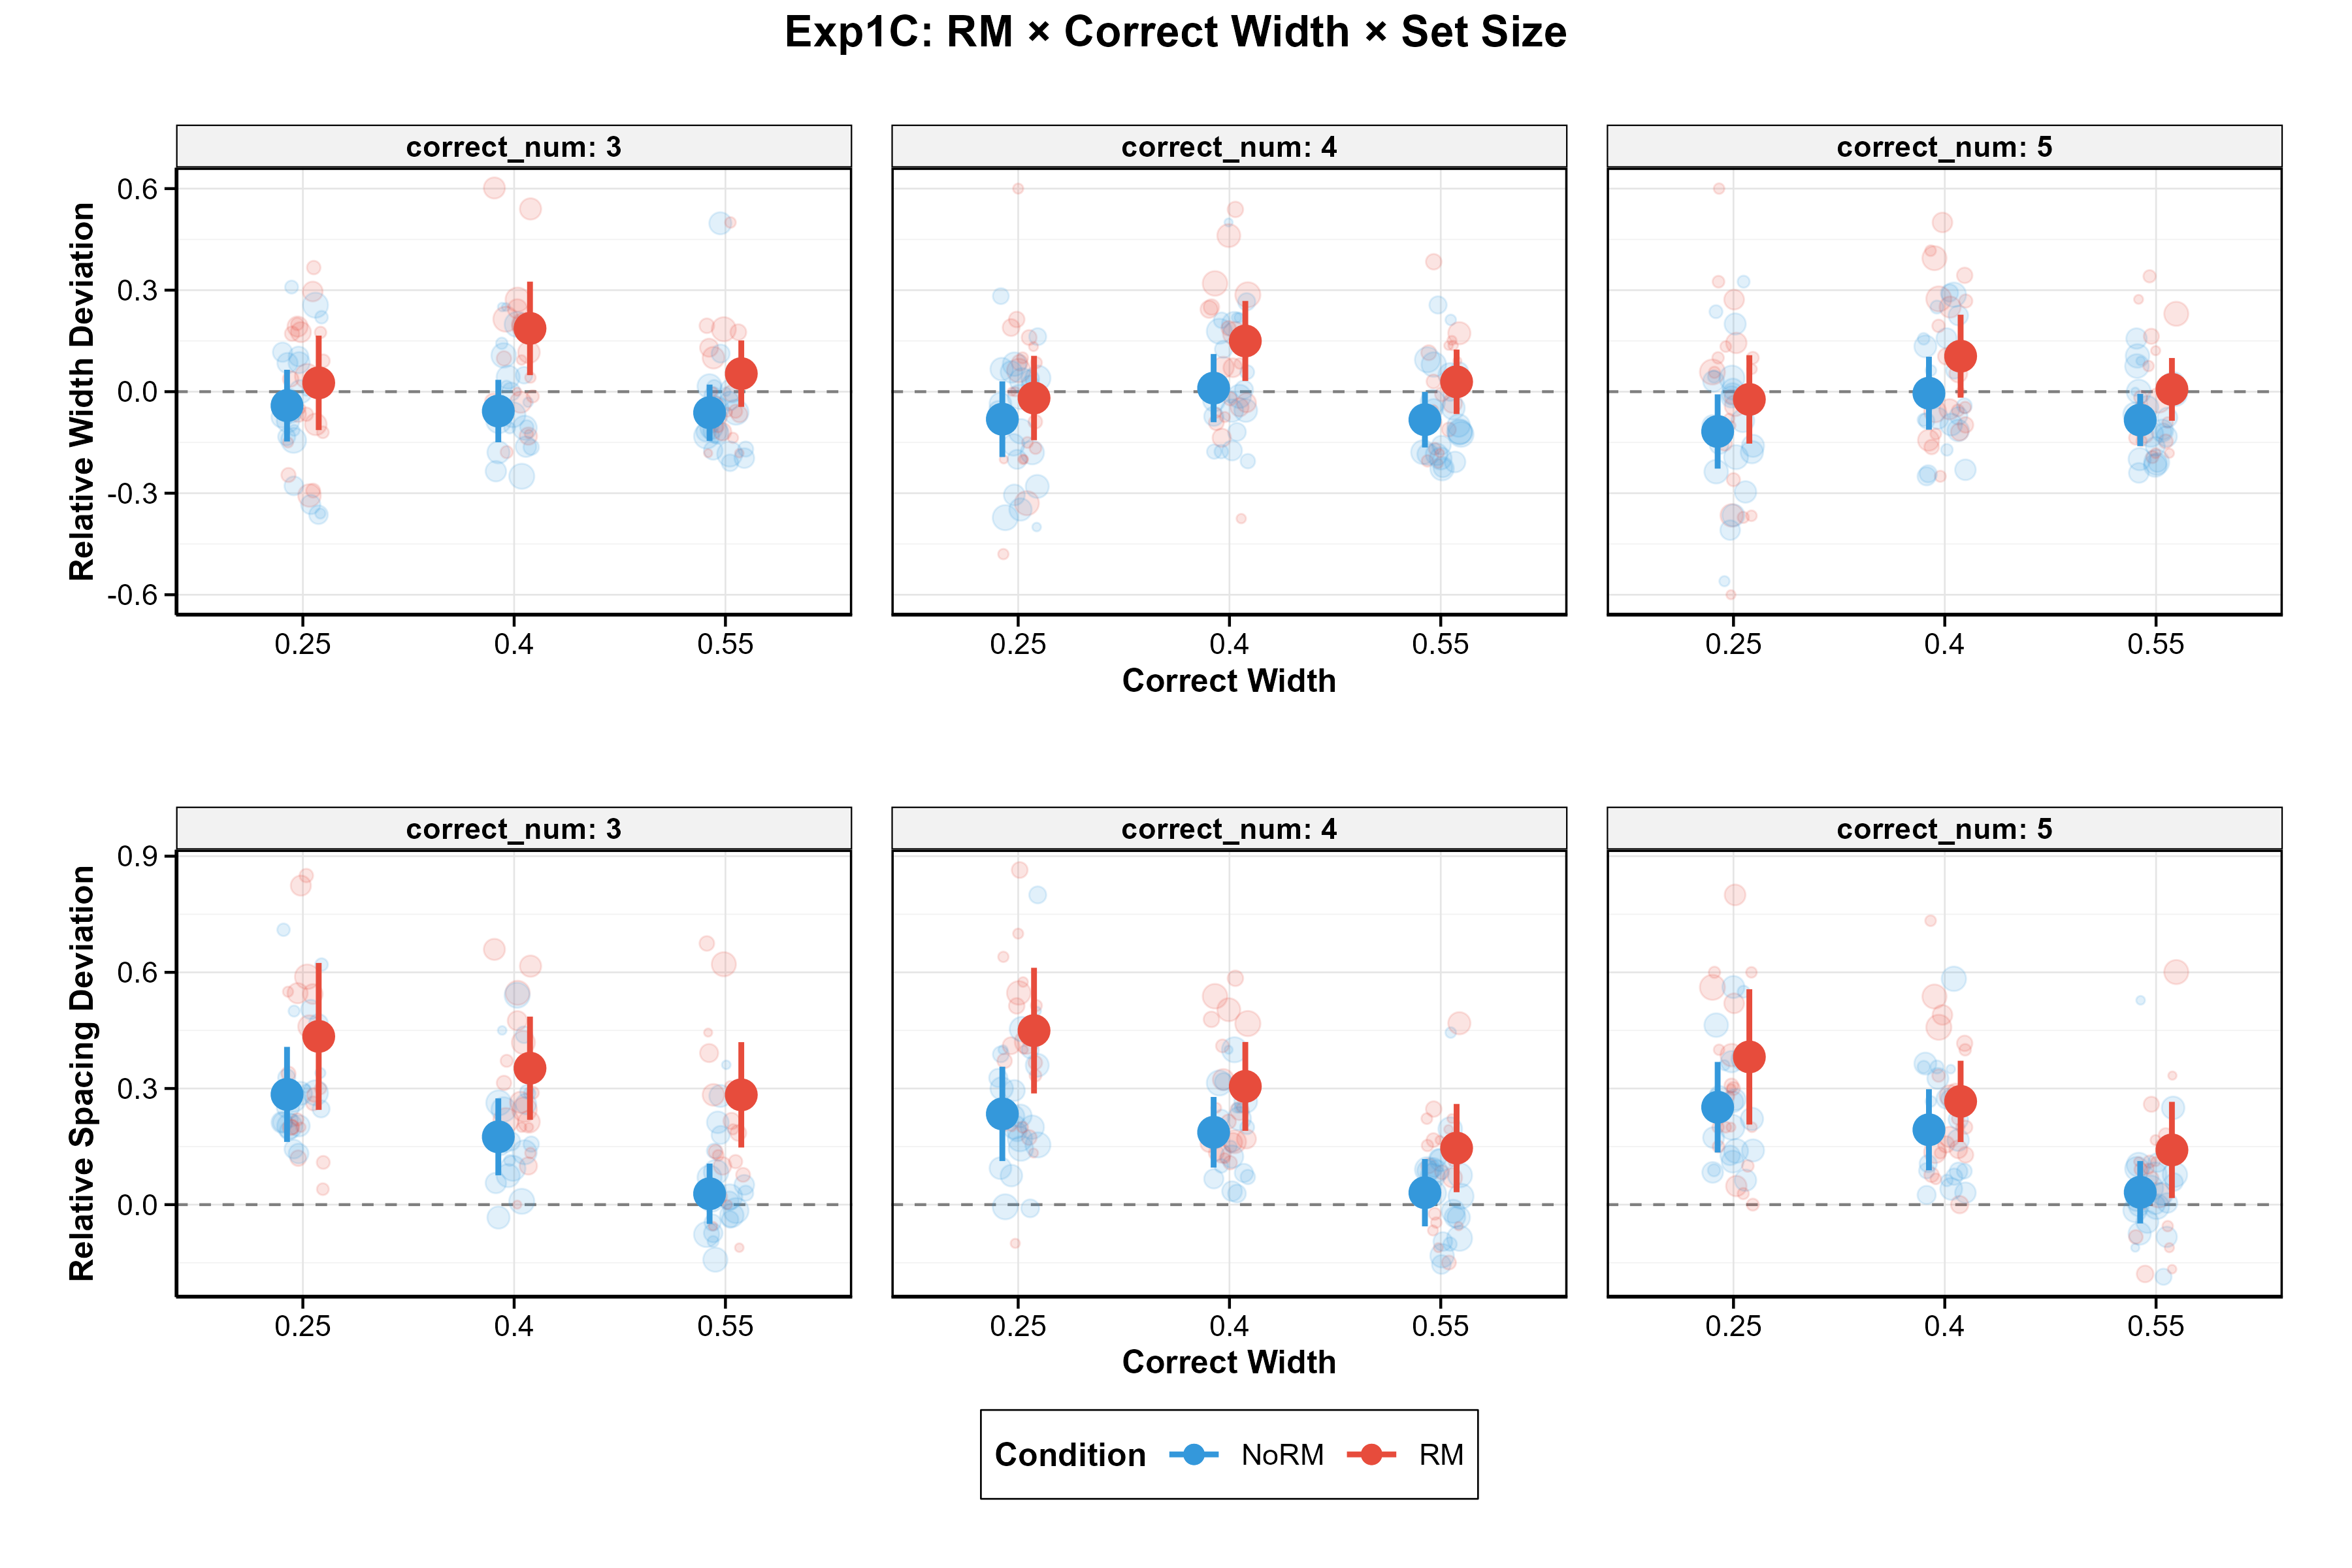 Exp1C: RM × Correct Width × Set Size
correct_num: 3
correct_num: 4
correct_num: 5
Relative Width Deviation
0.6
0.3
0.0
-0.3
-0.6
0.25 0.4 0.55
0.25 0.4 0.55
0.25 0.4 0.55
Correct Width
correct_num: 3
correct_num: 4
correct_num: 5
Relative Spacing Deviation
0.9
0.6
0.3
0.0
0.25 0.4 0.55
0.25 0.4 0.55
0.25 0.4 0.55
Correct Width
Condition NoRM RM